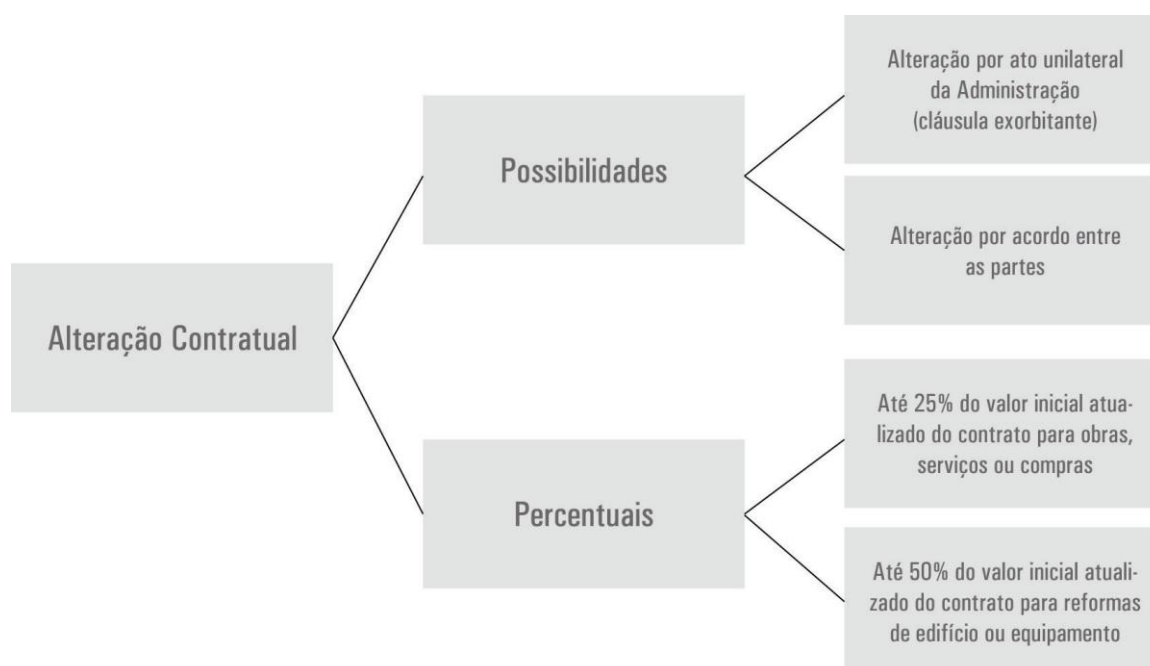 Alteração Contratual
Possibilidades
Alteração por ato unilateral
da Administração
(cláusula exorbitante)
Alteração por acordo entre
as partes
Percentuais
Até 25% do valor inicial atua-
lizado do contrato para obras,
serviços ou compras
Até 50% do valor inicial atuali-
zado do contrato para reformas
de edifício ou equipamento